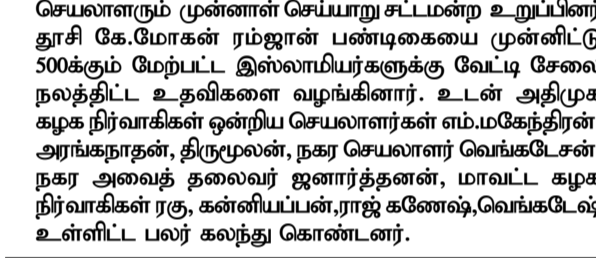 செயலாளரும் முன்னாள் செய்யாறு சட்டமன்ற உறுப்பினர்
தூசி கே.மோகன் ரம்ஜான் பண்டிகையை முன்னிட்டு
500க்கும் மேற்பட்ட இஸ்லாமியர்களுக்கு வேட்டி சேலை
நலத்திட்ட உதவிகளை வழங்கினார். உடன் அதிமுக
கழக நிர்வாகிகள் ஒன்றிய செயலாளர்கள் எம்.மகேந்திரன்
அரங்கநாதன், திருமூலன், நகர செயலாளர் வெங்கடேசன்
நகர அவைத் தலைவர் ஜனார்த்தனன், மாவட்ட கழக
நிர்வாகிகள் ரகு, கன்னியப்பன்,ராஜ் கணேஷ்,வெங்கடேஷ்
உள்ளிட்ட பலர் கலந்து கொண்டனர்.